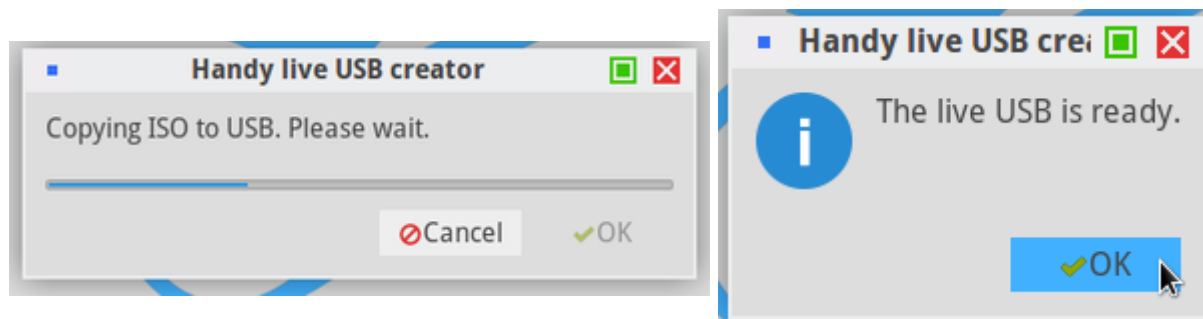 Handy live USB creator
Copying ISO to USB. Please wait.
Cancel
OK
Handy live USB crea
The live USB is ready.
OK